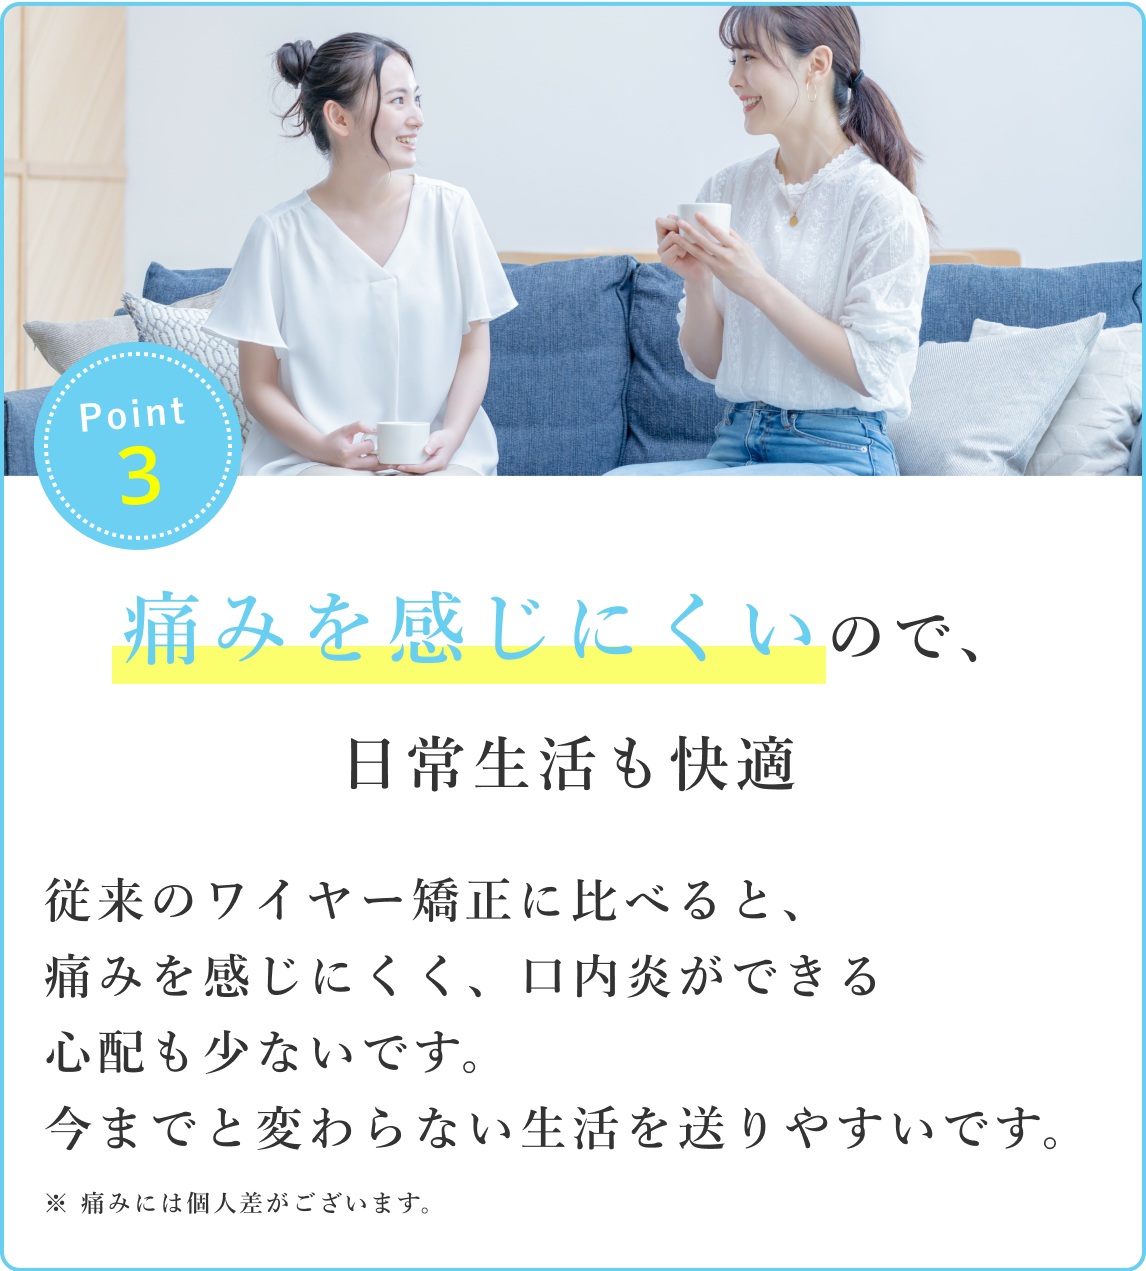 Point
3
痛みを感じにくいので、
日常生活も快適
従来のワイヤー矯正に比べると、
痛みを感じにくく、口内炎ができる
心配も少ないです。
今までと変わらない生活を送りやすいです。
※ 痛みには個人差がございます。